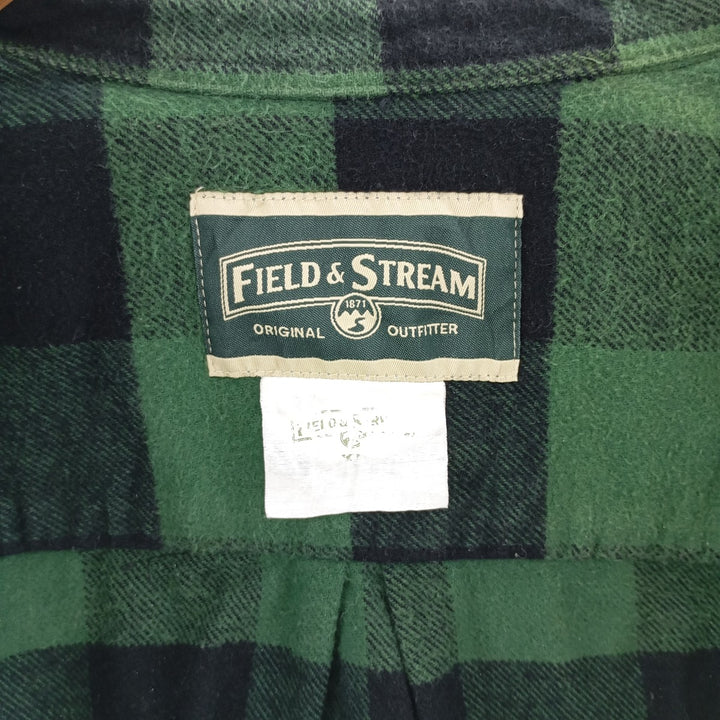 FIELD & STREAM
1871
ORIGINAL OUTFITTER